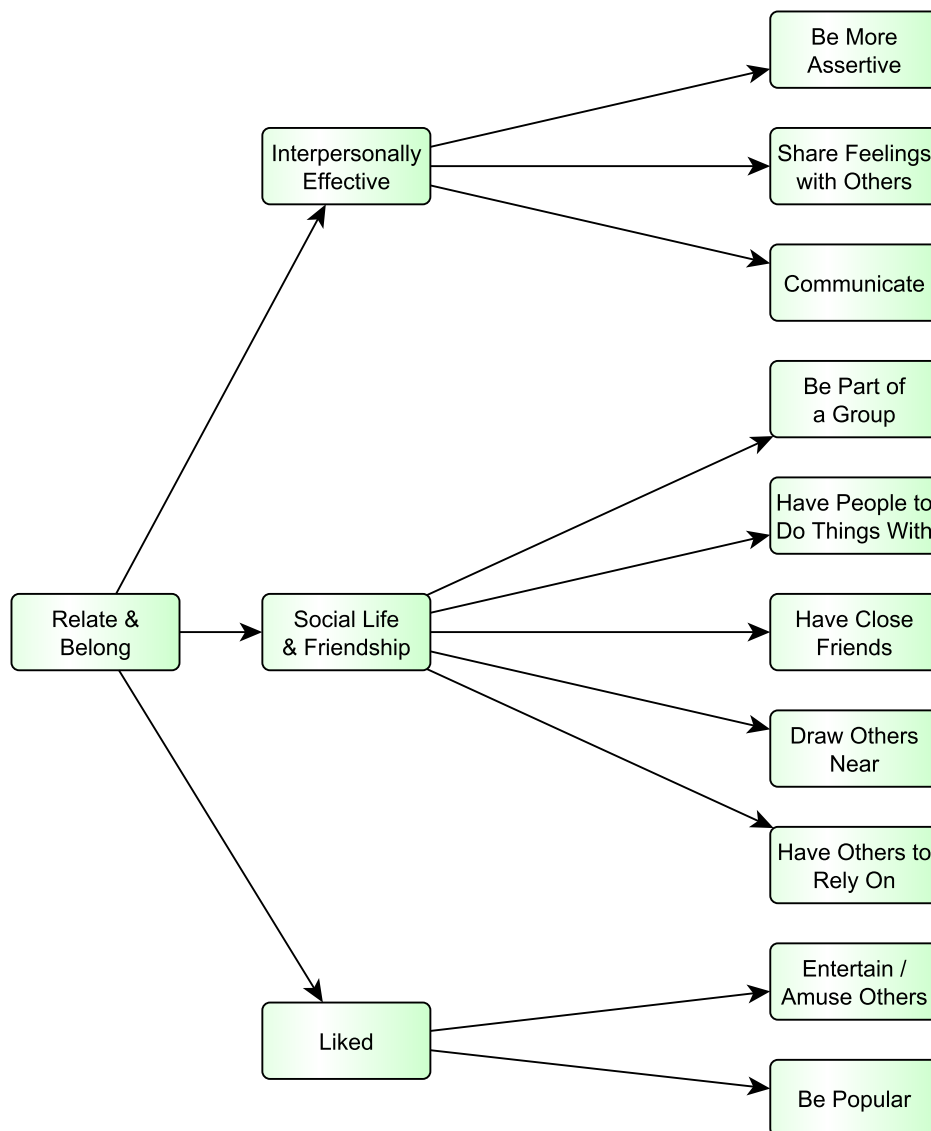 Be More
Assertive
Interpersonally
Effective
Share Feelings
with Others
Communicate
Be Part of
a Group
Have People to
Do Things With
Relate &
Belong
Social Life
& Friendship
Have Close
Friends
Draw Others
Near
Have Others to
Rely On
Entertain /
Amuse Others
Liked
Be Popular